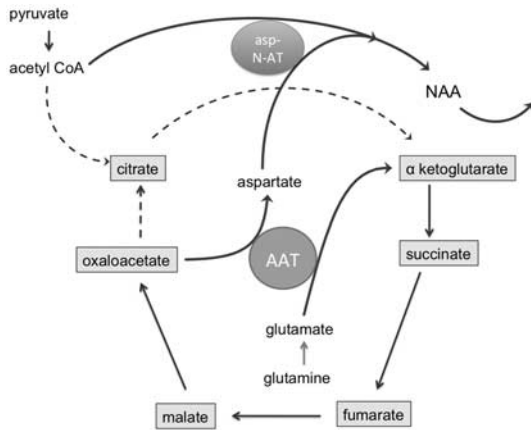 pyruvate
acetyl CoA
asp-
N-AT
NAA
citrate
aspartate
α ketoglutarate
oxaloacetate
AAT
succinate
glutamate
glutamine
malate
fumarate